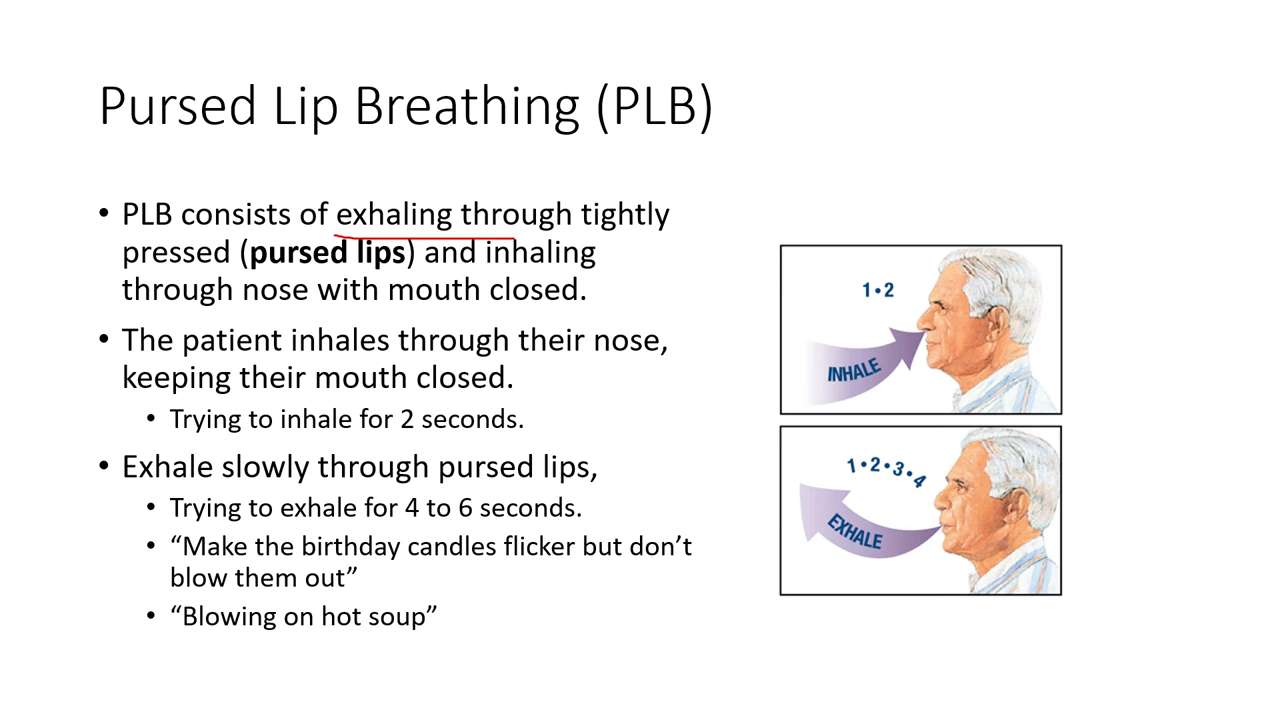 Pursed Lip Breathing (PLB)
• PLB consists of exhaling through tightly
pressed (pursed lips) and inhaling
through nose with mouth closed.
• The patient inhales through their nose,
keeping their mouth closed.
• Trying to inhale for 2 seconds.
• Exhale slowly through pursed lips,
• Trying to exhale for 4 to 6 seconds.
• “Make the birthday candles flicker but don’t
blow them out”
• “Blowing on hot soup”
1•2
INHALE
1•2•3•4
EXHALE